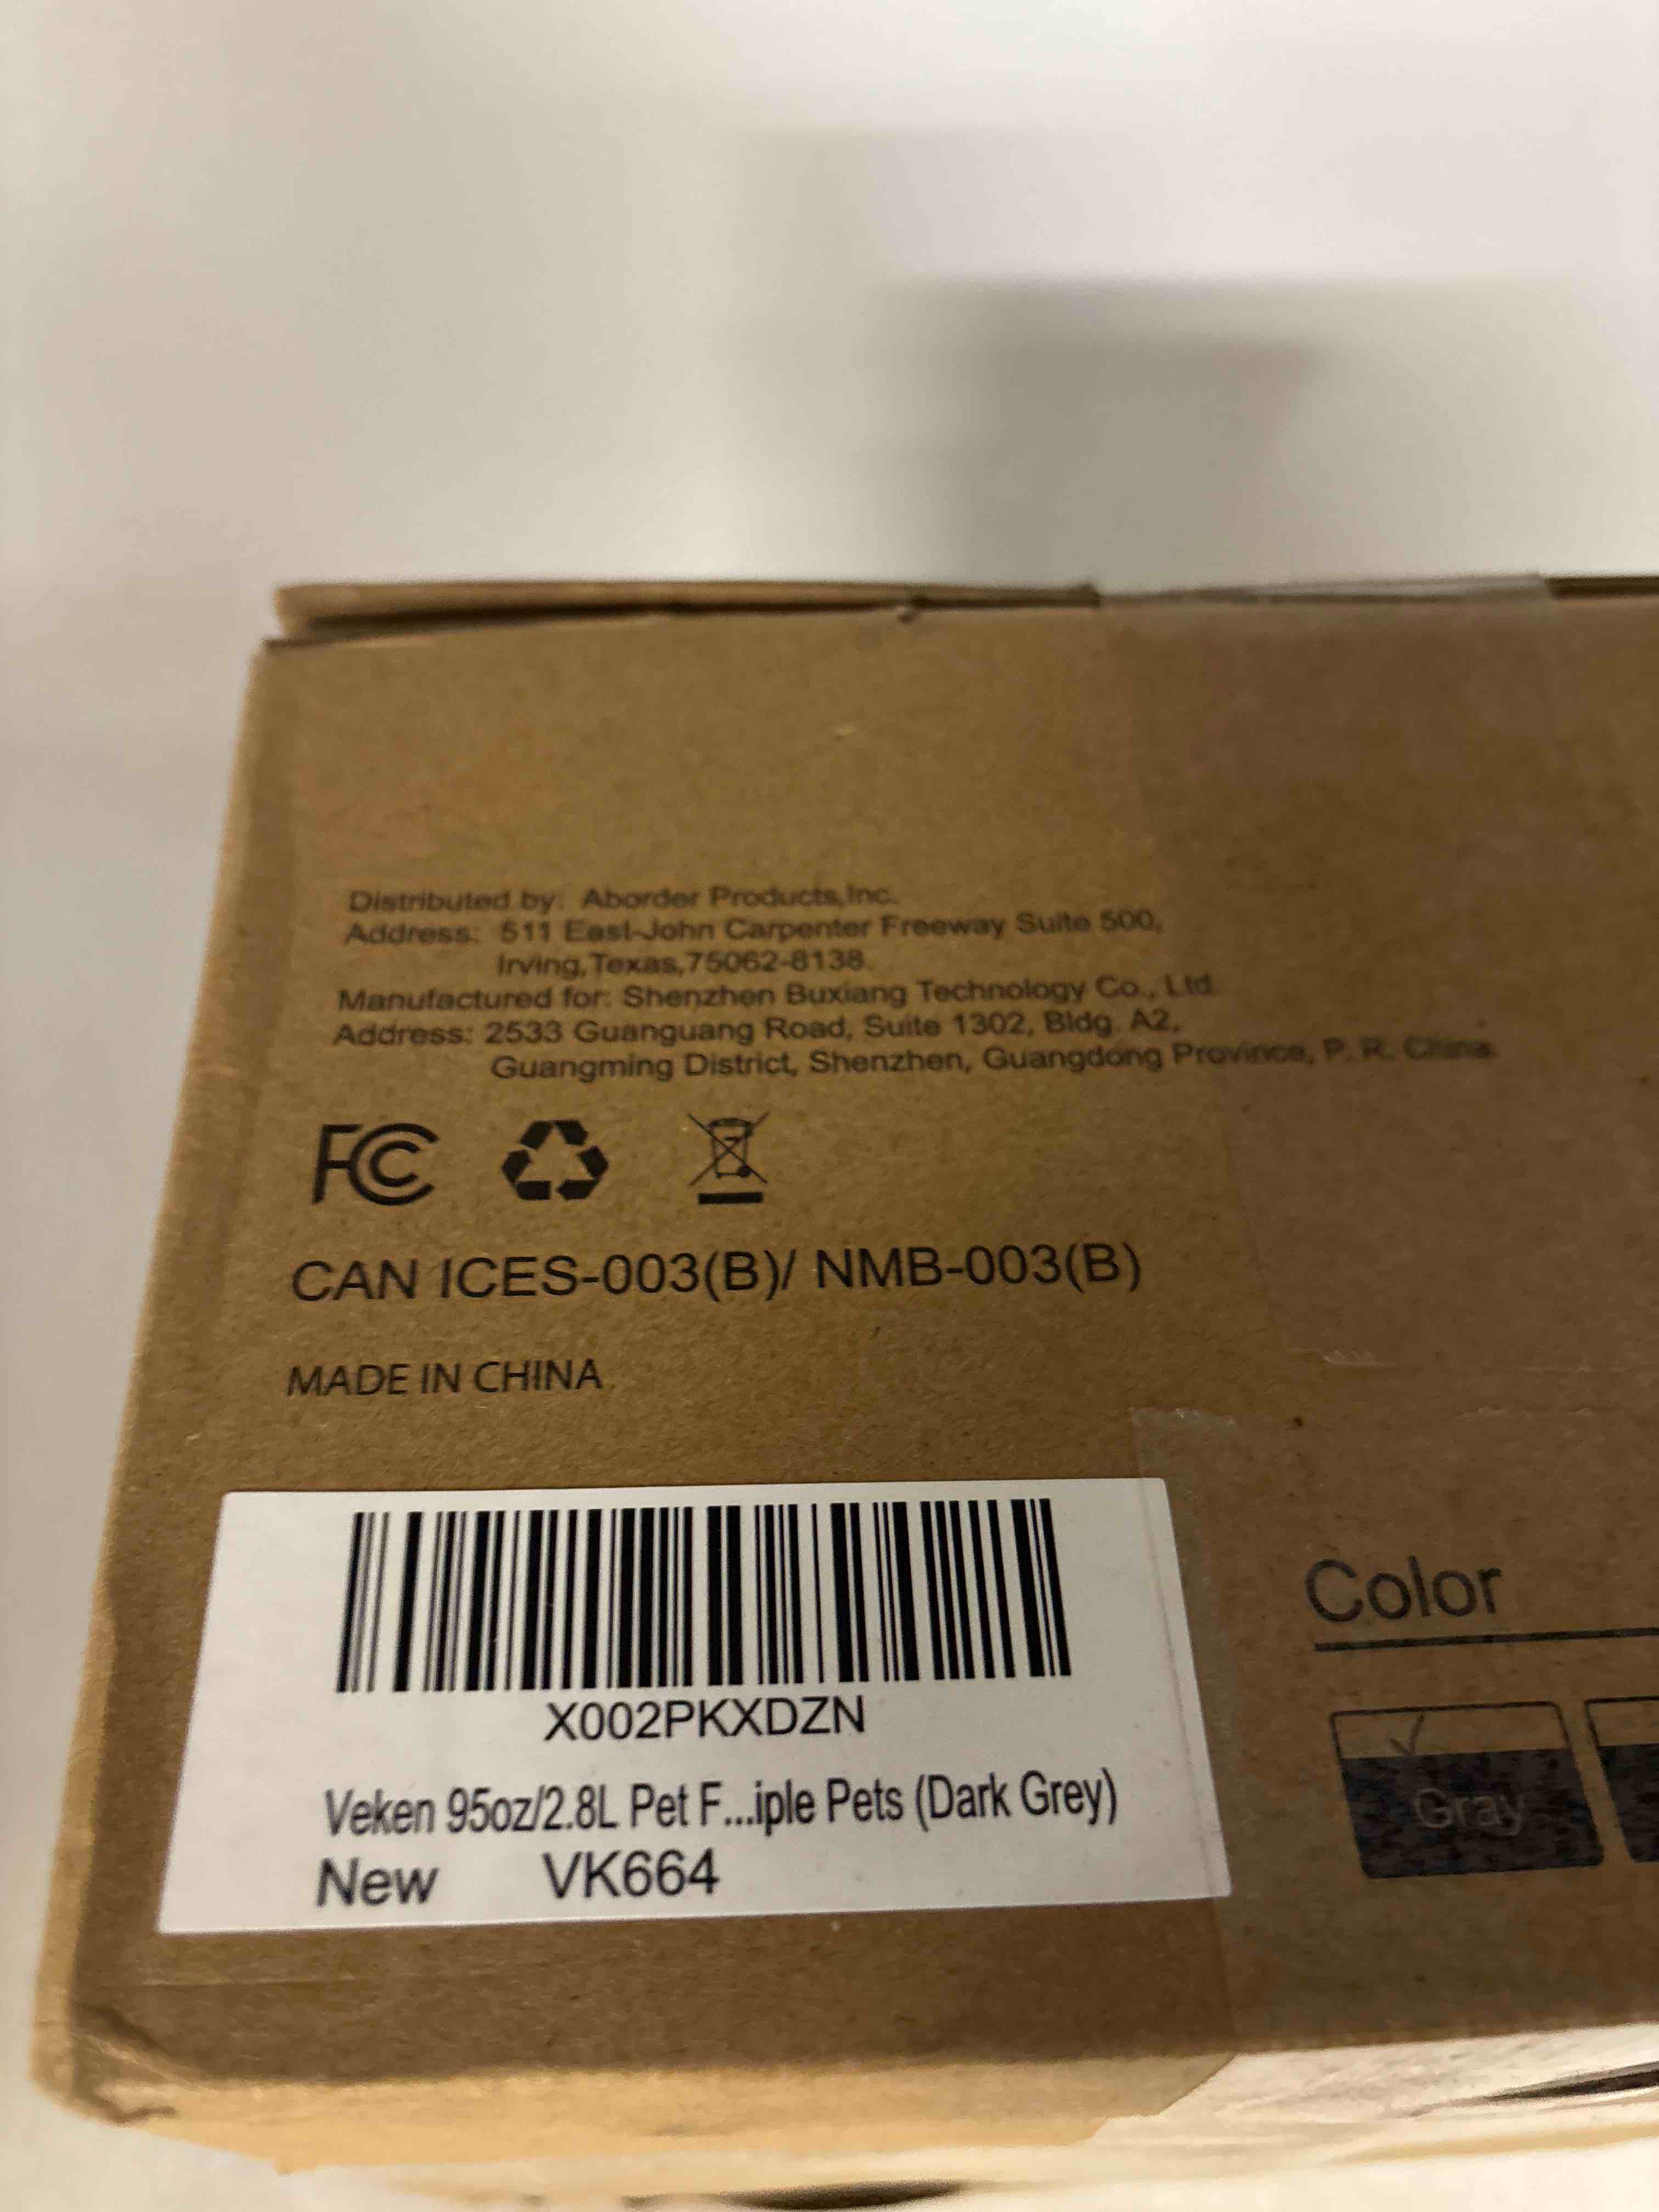 Distributed by: Aborder Products,Inc.
Address: 511 East-John Carpenter Freeway Suite 500,
Irving,Texas,75062-8138.
Manufactured for: Shenzhen Buxiang Technology Co., Ltd.
Address: 2533 Guanguang Road, Suite 1302, Bldg. A2,
Guangming District, Shenzhen, Guangdong Province, P. R. China.
FC
CAN ICES-003(B)/ NMB-003(B)
MADE IN CHINA
X002PKXDZN
Veken 95oz/2.8L Pet F...iple Pets (Dark Grey)
New VK664
Color
Gray